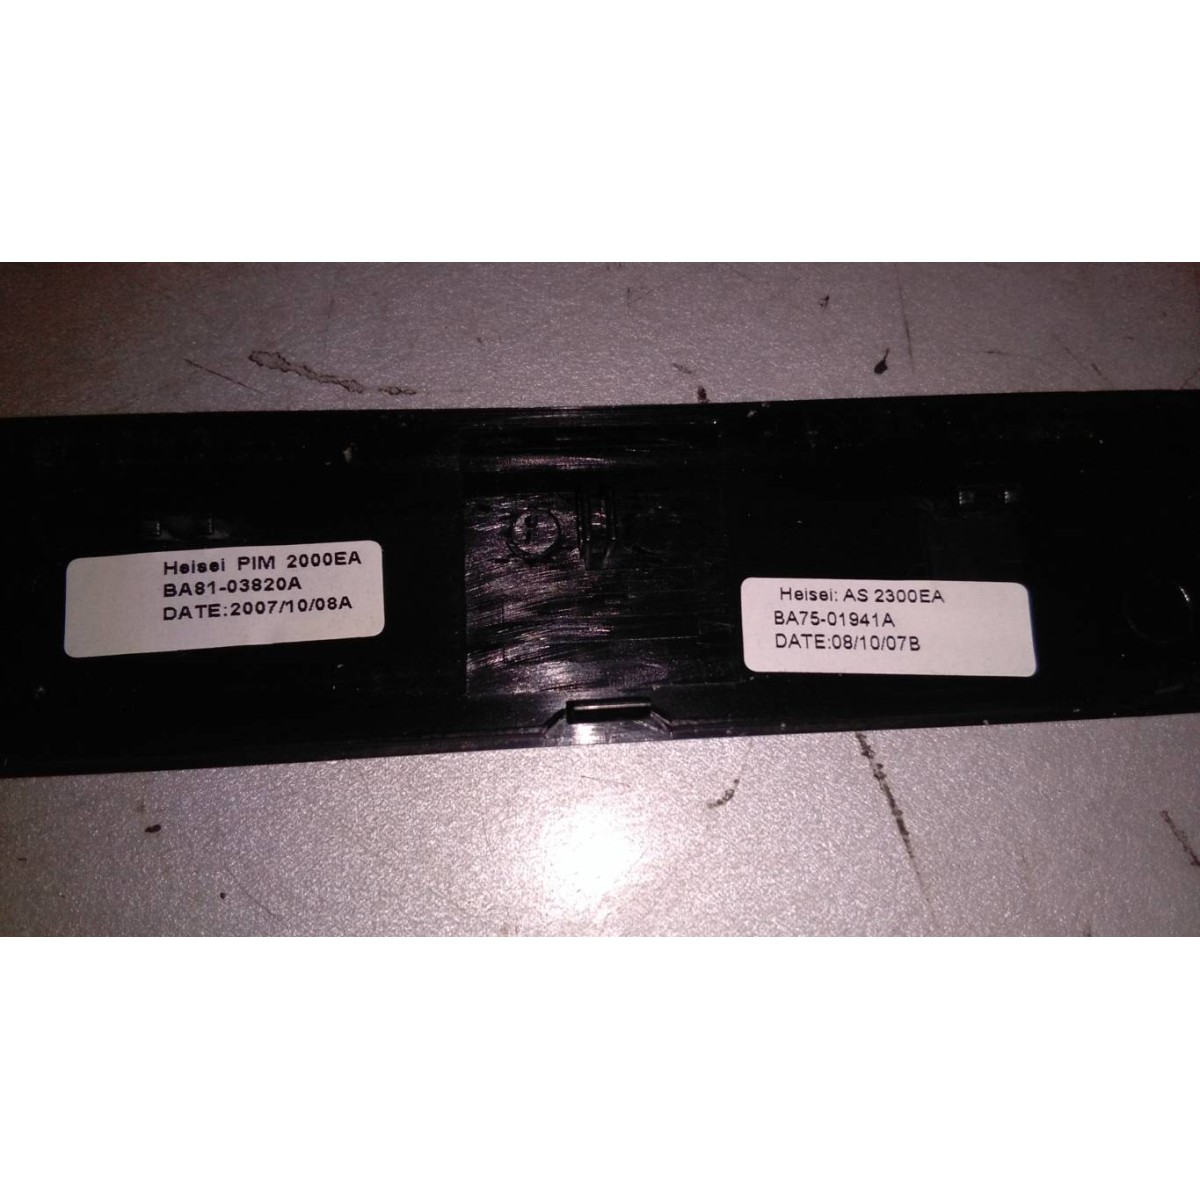 Heisei PIM 2000EA
BA81-03820A
DATE:2007/10/08A
Heisei: AS 2300EA
BA75-01941A
DATE:08/10/07B